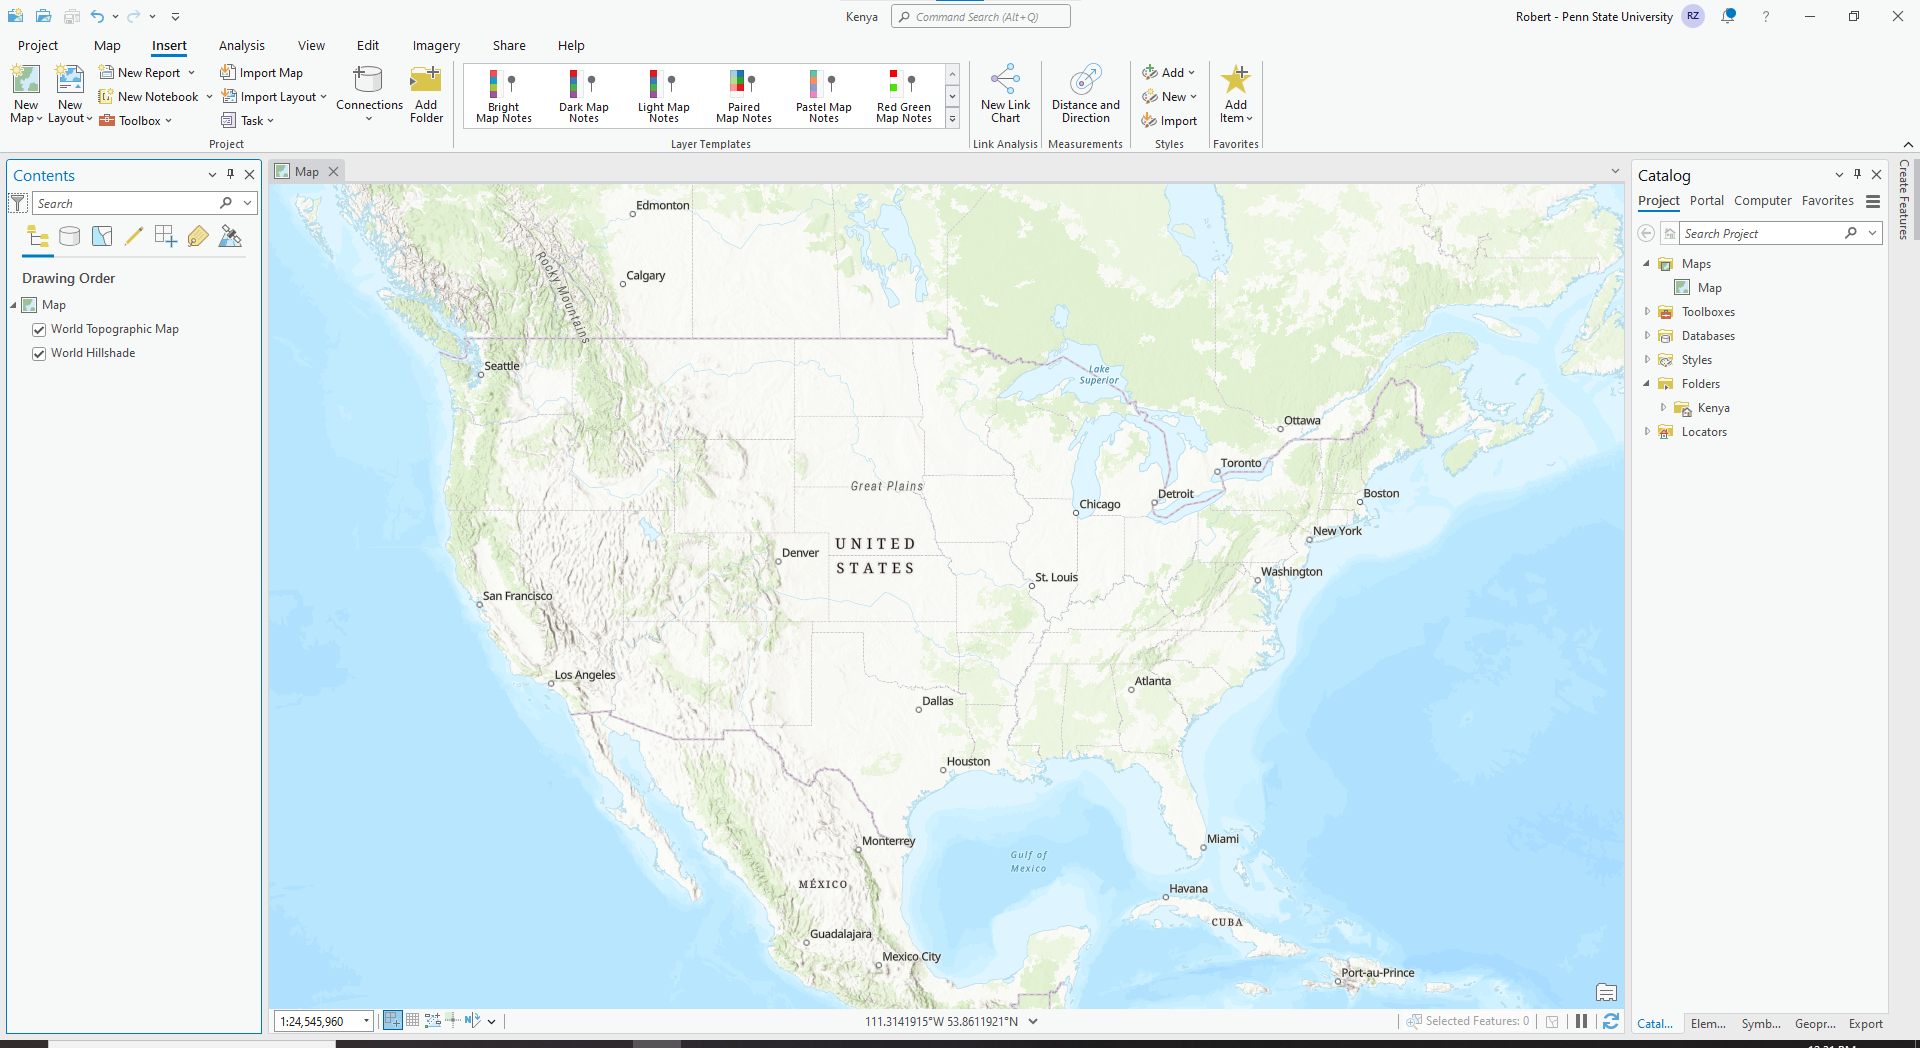 Kenya
Command Search (Alt+Q)
Robert - Penn State University
RZ
?
Project
Map
Insert
Analysis
View
Edit
Imagery
Share
Help
New
Map
New
Layout
New Report
New Notebook
Toolbox
Import Map
Import Layout
Task
Connections
Add
Folder
Project
Bright
Map Notes
Dark Map
Notes
Light Map
Notes
Paired
Map Notes
Pastel Map
Notes
Red Green
Map Notes
Layer Templates
New Link
Chart
Link Analysis
Distance and
Direction
Measurements
Add
New
Import
Styles
Add
Item
Favorites
Contents
Search
Drawing Order
Map
World Topographic Map
World Hillshade
Map
Edmonton
Calgary
Rocky Mountains
Seattle
Lake
Superior
Ottawa
Toronto
Great Plains
Detroit
Boston
Chicago
New York
UNITED
STATES
Denver
Washington
St. Louis
San Francisco
Los Angeles
Atlanta
Dallas
Houston
Monterrey
Miami
Gulf of
Mexico
MÉXICO
Havana
CUBA
Guadalajara
Mexico City
Port-au-Prince
1:24,545,960
N
111.3141915°W 53.8611921°N
Selected Features: 0
Catalog
Project
Portal
Computer
Favorites
Search Project
Maps
Map
Toolboxes
Databases
Styles
Folders
Kenya
Locators
Catal...
Elem...
Symb...
Geopr...
Export
Create Features